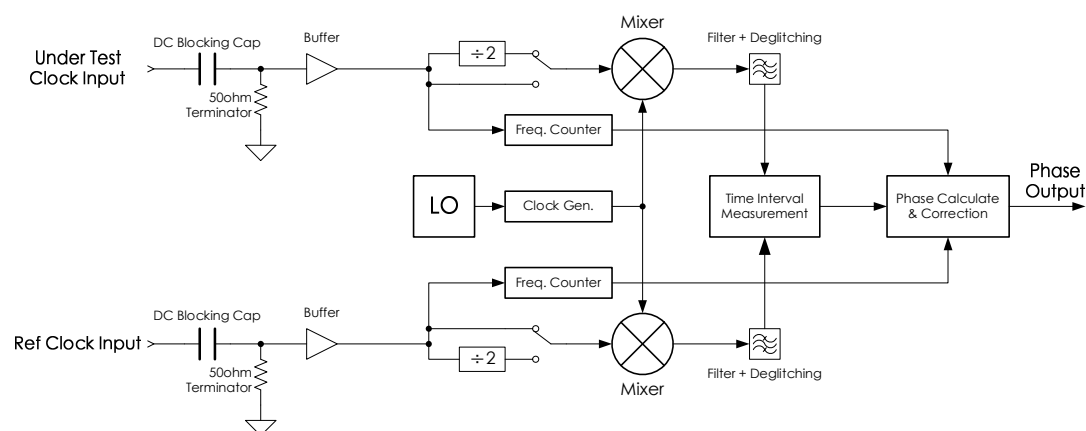 Mixer
DC Blocking Cap
Buffer
Filter + Deglitching
Under Test
Clock Input
÷2
50ohm
Terminator
Freq. Counter
LO
Clock Gen.
Time Interval
Measurement
Phase Calculate
& Correction
Phase
Output
Freq. Counter
DC Blocking Cap
Buffer
Ref Clock Input
÷2
50ohm
Terminator
Mixer
Filter + Deglitching